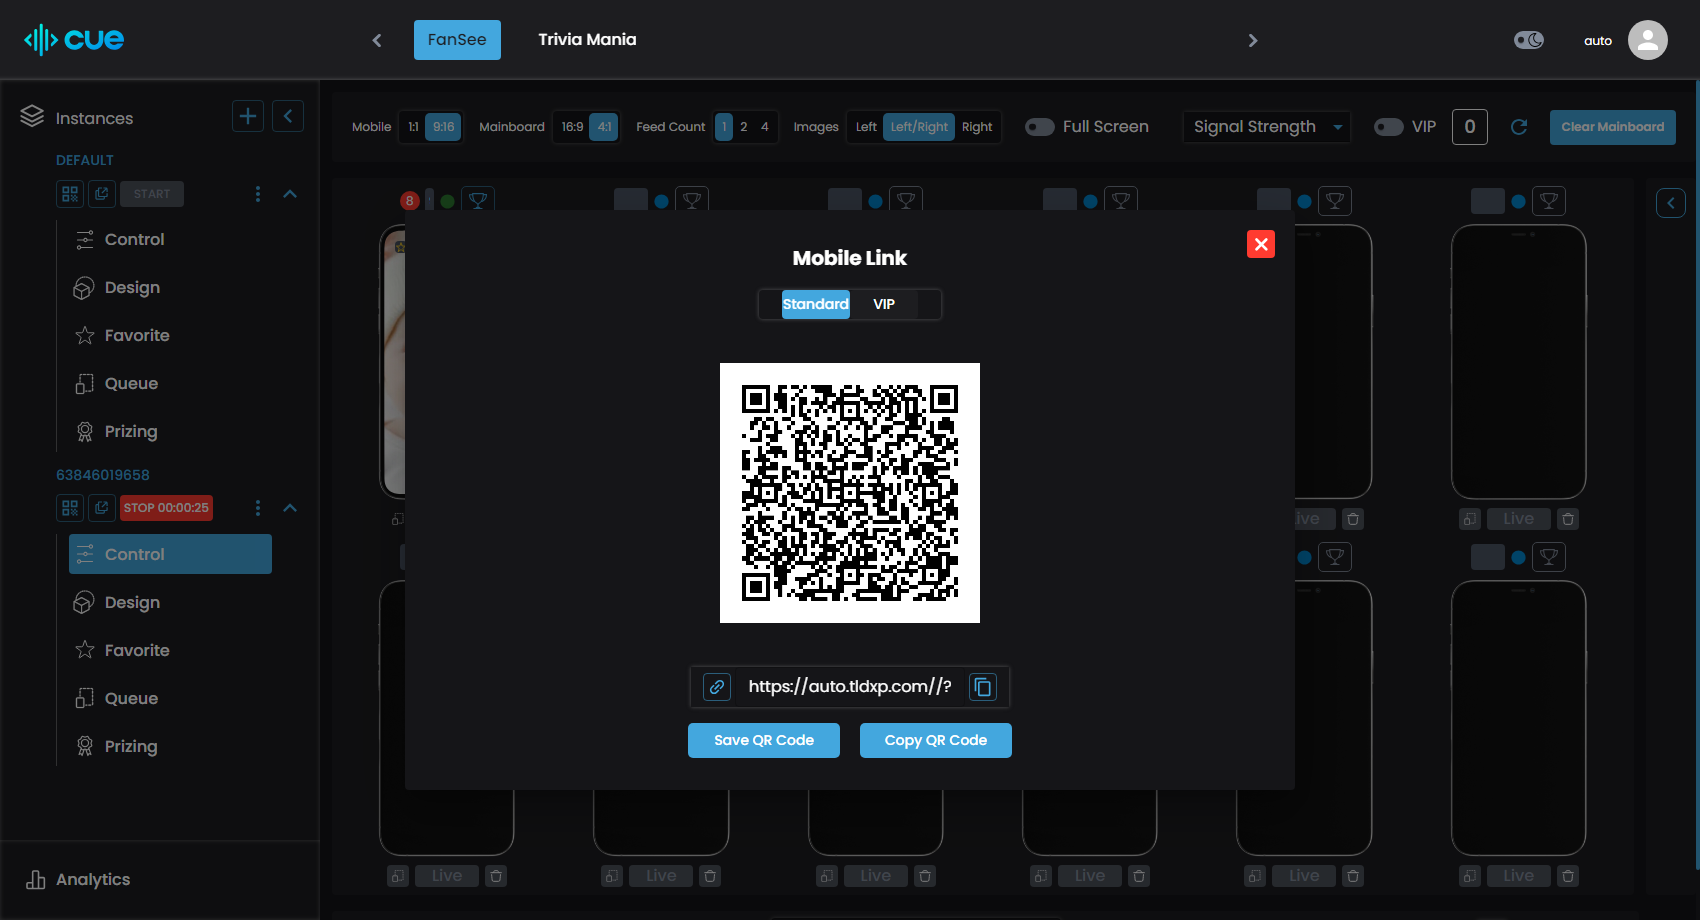 cue
FanSee
Trivia Mania
auto
Instances
DEFAULT
START
Control
Design
Favorite
Queue
Prizing
63846019658
STOP 00:00:25
Control
Design
Favorite
Queue
Prizing
Analytics
Mobile 1:1 9:16 Mainboard 16:9 4:1 Feed Count 1 2 4 Images Left Left/Right Right Full Screen Signal Strength VIP 0 Clear Mainboard
8
Mobile Link
Standard VIP
https://auto.tldxp.com//?
Save QR Code Copy QR Code
Live Live
Live Live Live Live Live Live